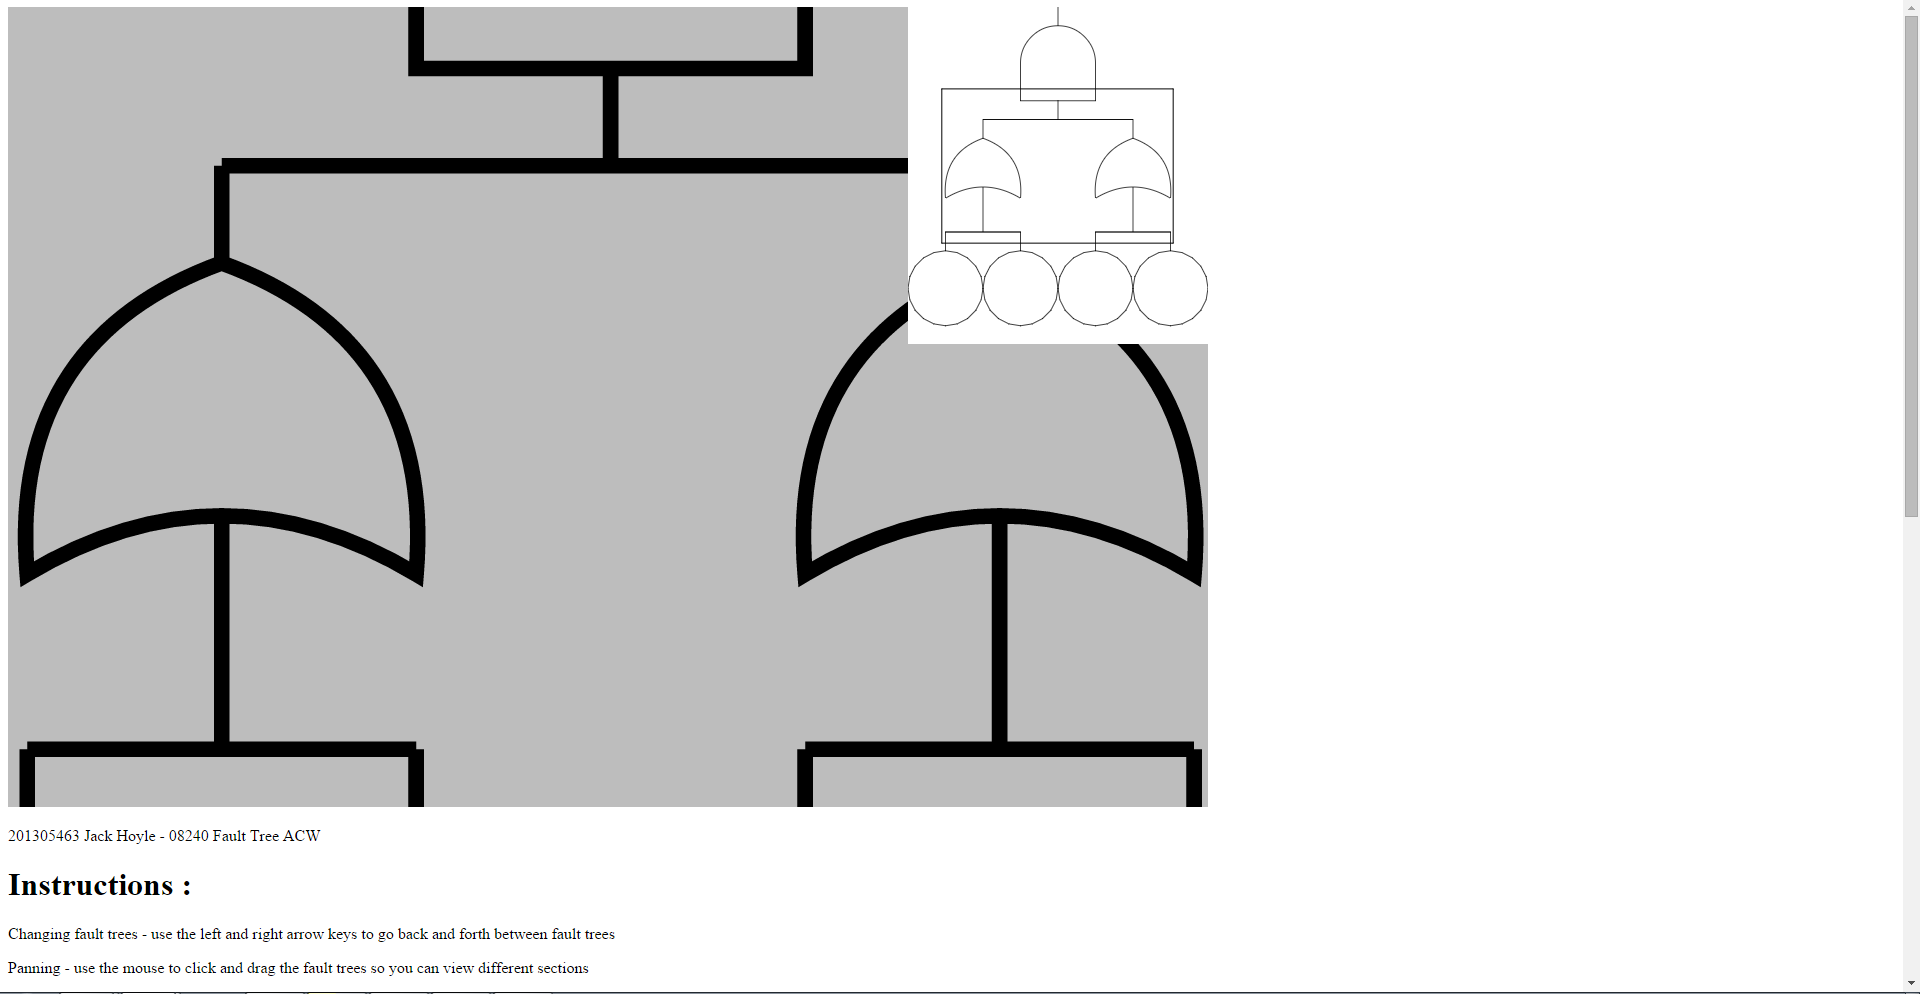 201305463 Jack Hoyle - 08240 Fault Tree ACW
Instructions :
Changing fault trees - use the left and right arrow keys to go back and forth between fault trees
Panning - use the mouse to click and drag the fault trees so you can view different sections